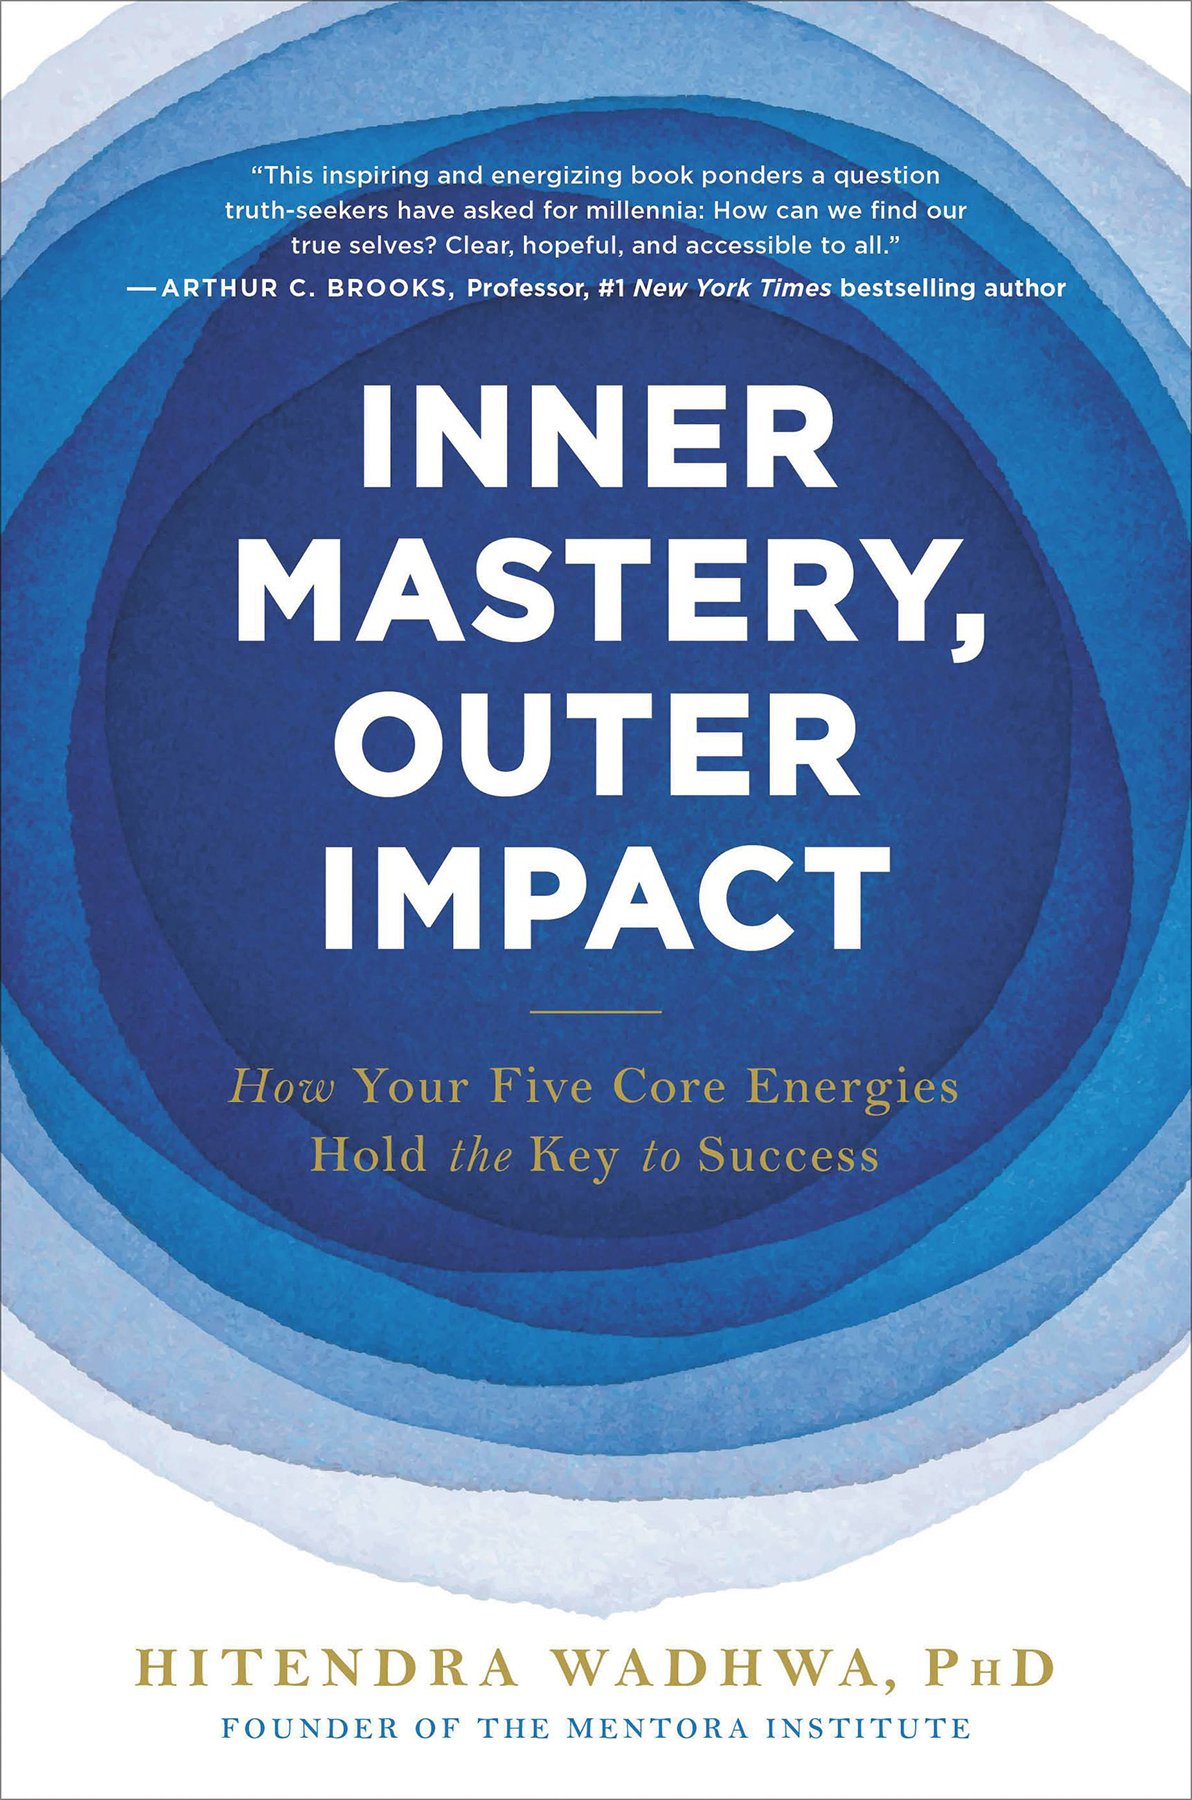 “This inspiring and energizing book ponders a question
truth-seekers have asked for millennia: How can we find our
true selves? Clear, hopeful, and accessible to all.”
—ARTHUR C. BROOKS, Professor, #1 New York Times bestselling author
INNER
MASTERY,
OUTER
IMPACT
How Your Five Core Energies
Hold the Key to Success
HITENDRA WADHWA, PHD
FOUNDER OF THE MENTORA INSTITUTE